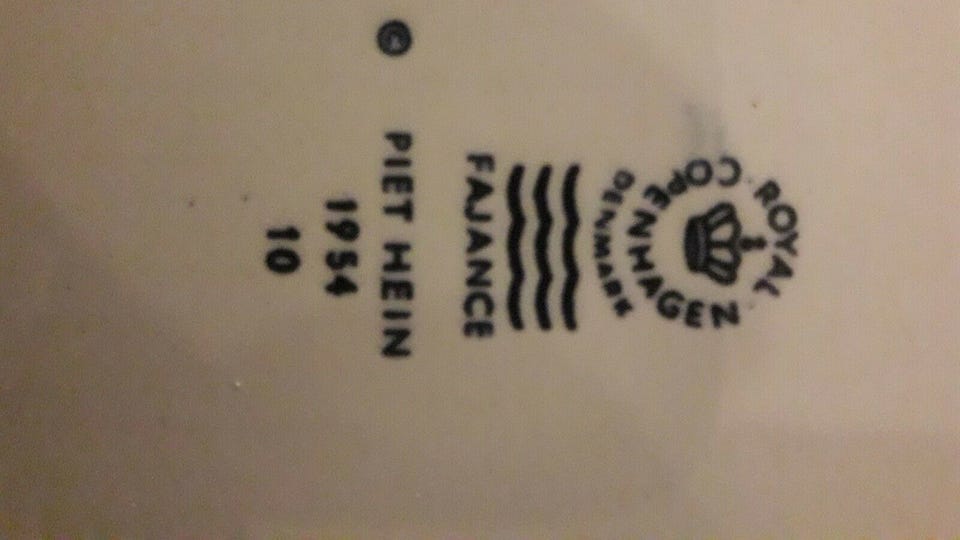 ROYAL
COPENHAGEN
DENMARK
FAJANCE
© PIET HEIN
1954
10